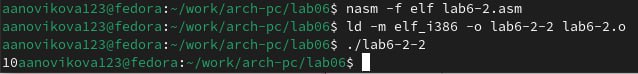 aanovikova123@fedora:~/work/arch-pc/lab06$ nasm -f elf lab6-2.asm
aanovikova123@fedora:~/work/arch-pc/lab06$ ld -m elf_i386 -o lab6-2-2 lab6-2.o
aanovikova123@fedora:~/work/arch-pc/lab06$ ./lab6-2-2
10aanovikova123@fedora:~/work/arch-pc/lab06$